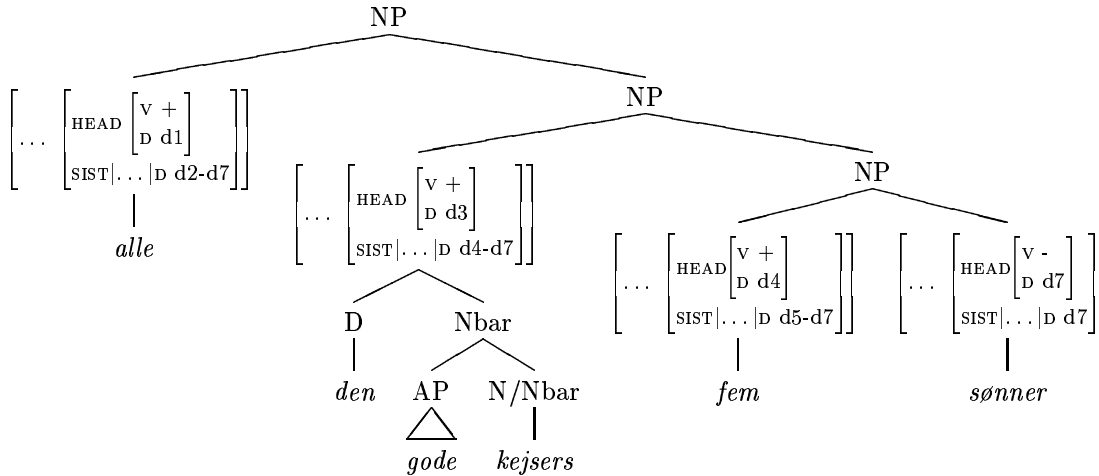 NP
[... [HEAD [V + D d1] SIST|...|D d2-d7]]
alle
NP
[... [HEAD [V + D d3] SIST|...|D d4-d7]]
D
den
Nbar
AP
gode
N/Nbar
kejsers
NP
[... [HEAD [V + D d4] SIST|...|D d5-d7]]
fem
[... [HEAD [V - D d7] SIST|...|D d7]]
sønner